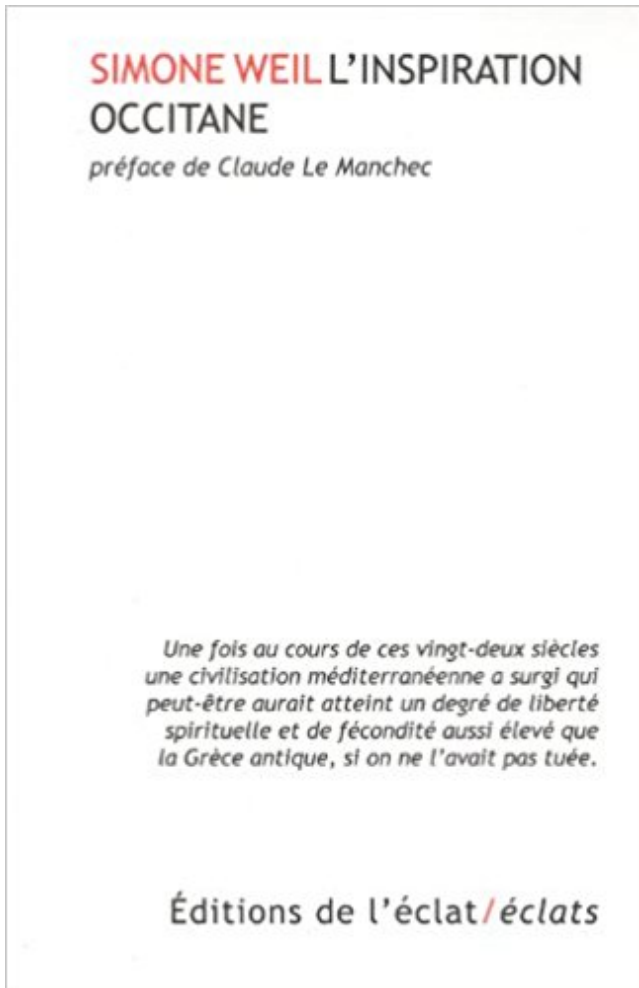 SIMONE WEIL L'INSPIRATION
OCCITANE
préface de Claude Le Manchec
Une fois au cours de ces vingt-deux siècles
une civilisation méditerranéenne a surgi qui
peut-être aurait atteint un degré de liberté
spirituelle et de fécondité aussi élevé que
la Grèce antique, si on ne l'avait pas tuée.
Éditions de l'éclat/éclats